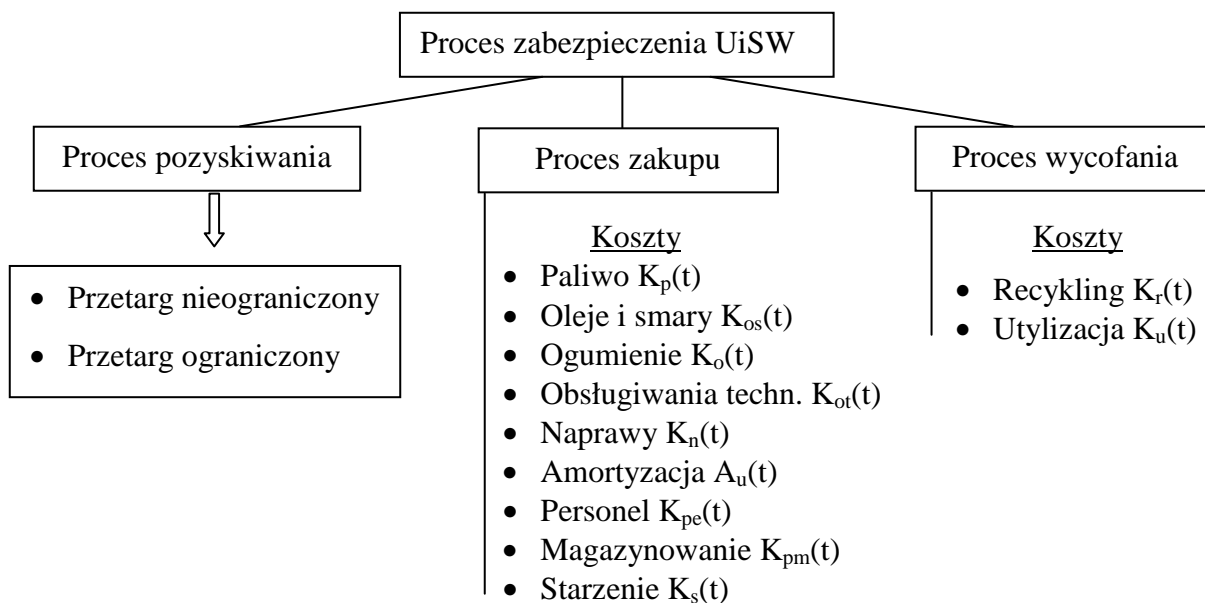 Proces zabezpieczenia UiSW
Proces pozyskiwania
Proces zakupu
Proces wycofania
• Przetarg nieograniczony
• Przetarg ograniczony
Koszty
• Paliwo Kp(t)
• Oleje i smary Kos(t)
• Ogumienie Ko(t)
• Obsługiwania techn. Kot(t)
• Naprawy Kn(t)
• Amortyzacja Au(t)
• Personel Kpe(t)
• Magazynowanie Kpm(t)
• Starzenie Ks(t)
Koszty
• Recykling Kr(t)
• Utylizacja Ku(t)